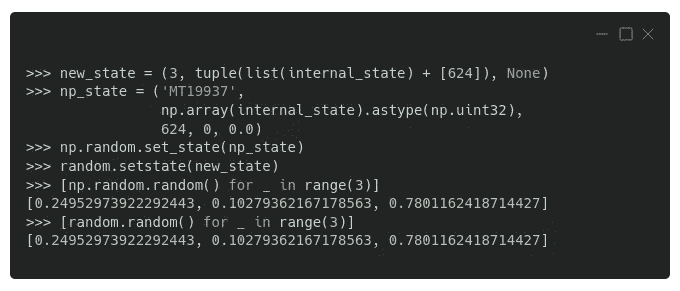 >>> new_state = (3, tuple(list(internal_state) + [624]), None)
>>> np_state = ('MT19937',
                np.array(internal_state).astype(np.uint32),
                624, 0, 0.0)
>>> np.random.set_state(np_state)
>>> random.setstate(new_state)
>>> [np.random.random() for _ in range(3)]
[0.24952973922292443, 0.10279362167178563, 0.7801162418714427]
>>> [random.random() for _ in range(3)]
[0.24952973922292443, 0.10279362167178563, 0.7801162418714427]